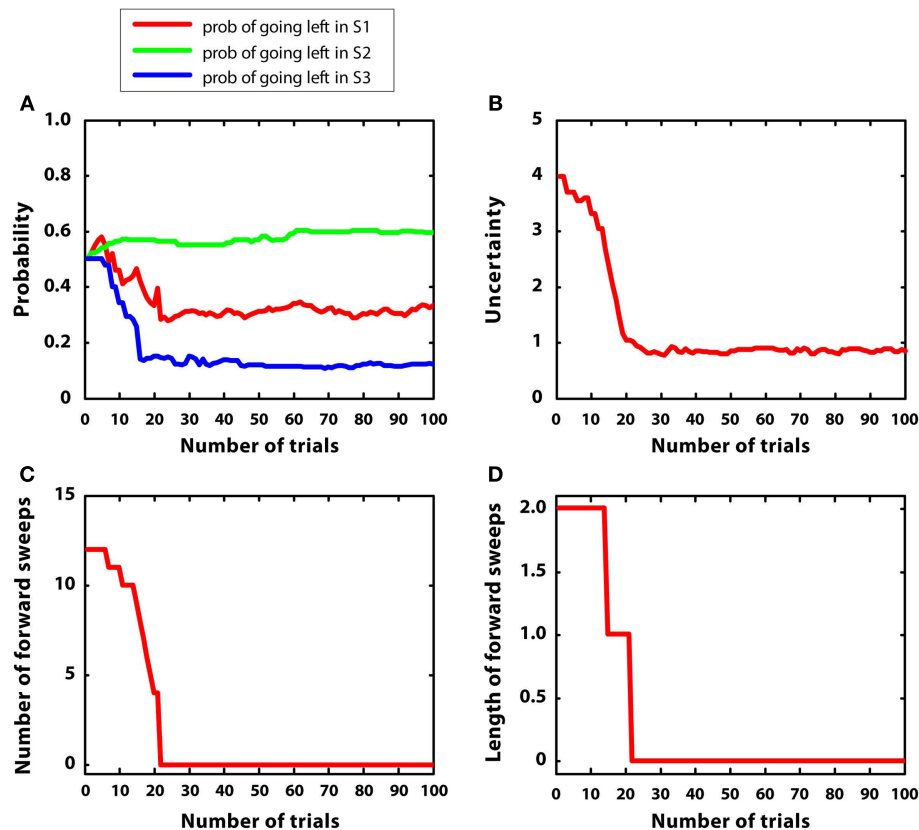 prob of going left in S1
prob of going left in S2
prob of going left in S3
A
Probability
1.0
0.8
0.6
0.4
0.2
0
0 10 20 30 40 50 60 70 80 90 100
Number of trials
B
Uncertainty
5
4
3
2
1
0
0 10 20 30 40 50 60 70 80 90 100
Number of trials
C
Number of forward sweeps
15
10
5
0
0 10 20 30 40 50 60 70 80 90 100
Number of trials
D
Length of forward sweeps
2.0
1.5
1.0
0.5
0
0 10 20 30 40 50 60 70 80 90 100
Number of trials